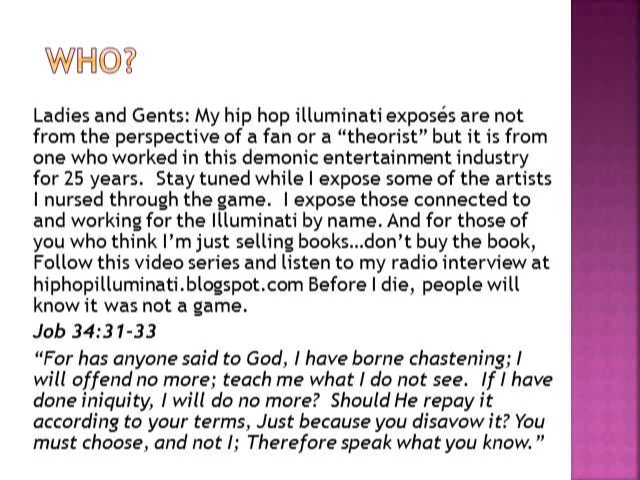 WHO?
Ladies and Gents: My hip hop illuminati exposés are not
from the perspective of a fan or a “theorist” but it is from
one who worked in this demonic entertainment industry
for 25 years.  Stay tuned while I expose some of the artists
I nursed through the game.  I expose those connected to
and working for the Illuminati by name. And for those of
you who think I’m just selling books…don’t buy the book,
Follow this video series and listen to my radio interview at
hiphopilluminati.blogspot.com Before I die, people will
know it was not a game.
Job 34:31-33
“For has anyone said to God, I have borne chastening; I
will offend no more; teach me what I do not see.  If I have
done iniquity, I will do no more?  Should He repay it
according to your terms, Just because you disavow it? You
must choose, and not I; Therefore speak what you know.”